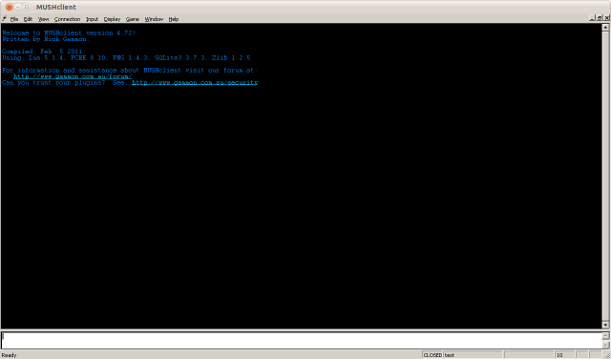 MUSHclient
File Edit View Connection Input Display Game Window Help
Welcome to MUSHclient version 4.72!
Written by Nick Gammon
Compiled: Feb 5 2011
Using: Lua 5.1.4, PCRE 8.10, PNG 1.4.3, SQLite3 3.7.3, Zlib 1.2.5
For information and assistance about MUSHclient visit our forum at
http://www.gammon.com.au/forum/
Can you trust your plugins? See: http://www.gammon.com.au/security
Ready CLOSED test 10